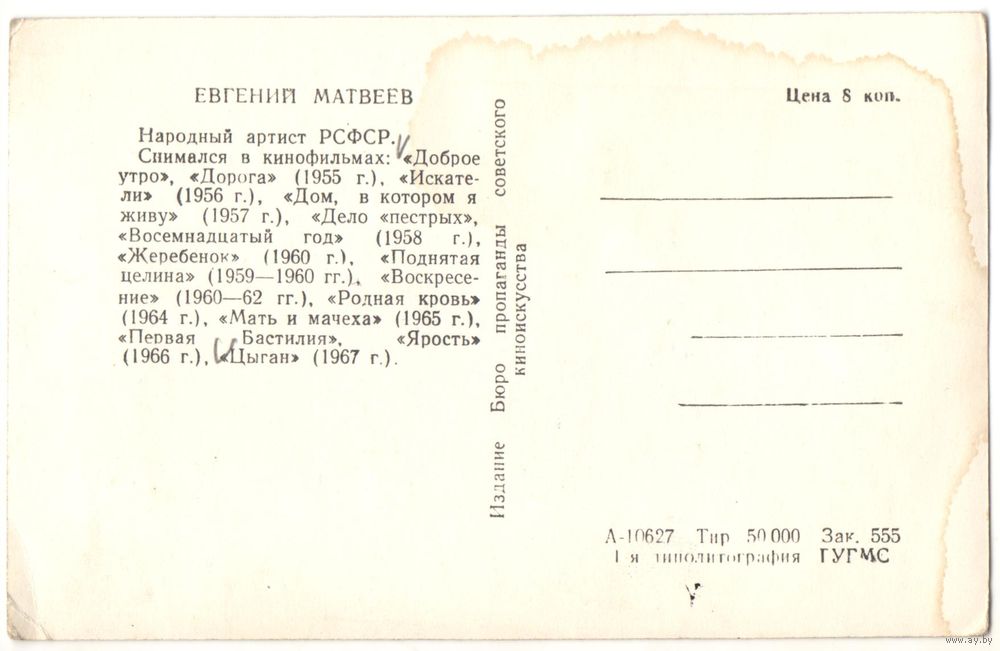 ЕВГЕНИЙ МАТВЕЕВ
Народный артист РСФСР.
Снимался в кинофильмах: «Доброе
утро», «Дорога» (1955 г.), «Искате-
ли» (1956 г.), «Дом, в котором я
живу» (1957 г.), «Дело «пестрых»,
«Восемнадцатый год» (1958 г.),
«Жеребенок» (1960 г.), «Поднятая
целина» (1959—1960 гг.), «Воскресе-
ние» (1960—62 гг.), «Родная кровь»
(1964 г.), «Мать и мачеха» (1965 г.),
«Первая Бастилия», «Ярость»
(1966 г.), «Цыган» (1967 г.).
Издание Бюро пропаганды советского
киноискусства
Цена 8 коп.
А-10627 Тир 50 000 Зак. 555
1-я типолитография ГУГМС
www.ay.by